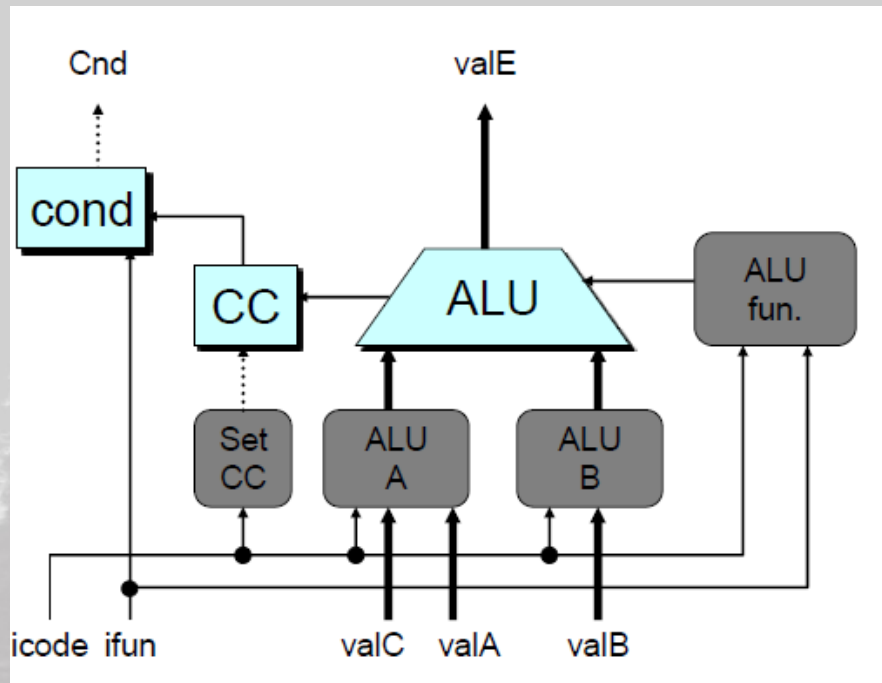 Cnd
valE
cond
CC
ALU
ALU
fun.
Set
CC
ALU
A
ALU
B
icode
ifun
valC
valA
valB